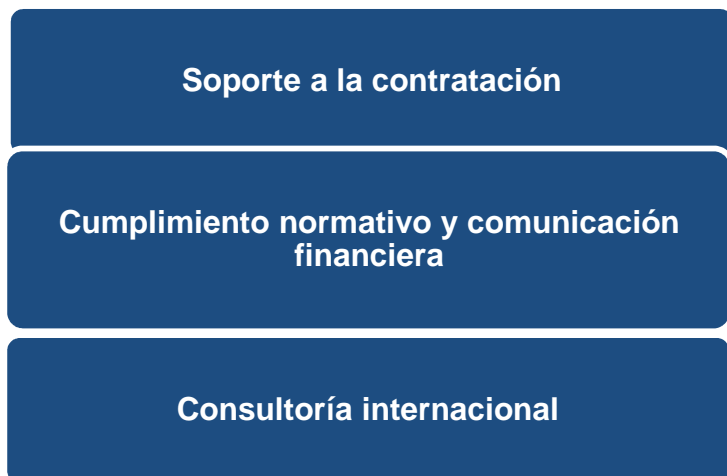 Soporte a la contratación
Cumplimiento normativo y comunicación
financiera
Consultoría internacional